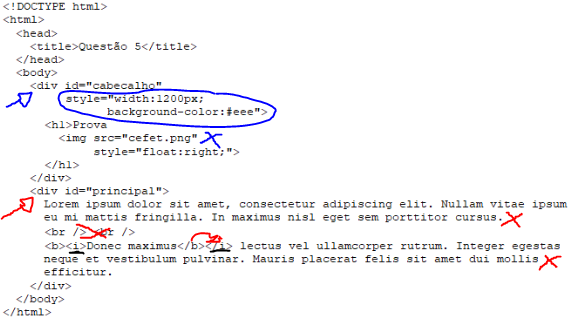 <!DOCTYPE html>
<html>
<head>
<title>Questão 5</title>
</head>
<body>
<div id="cabecalho"
style="width:1200px;
background-color:#eee">
<h1>Prova
<img src="cefet.png"
style="float:right;">
</h1>
</div>
<div id="principal">
Lorem ipsum dolor sit amet, consectetur adipiscing elit. Nullam vitae ipsum
eu mi mattis fringilla. In maximus nisl eget sem porttitor cursus.
<br /> <br />
<b><i>Donec maximus</b></i> lectus vel ullamcorper rutrum. Integer egestas
neque et vestibulum pulvinar. Mauris placerat felis sit amet dui mollis
efficitur.
</div>
</body>
</html>